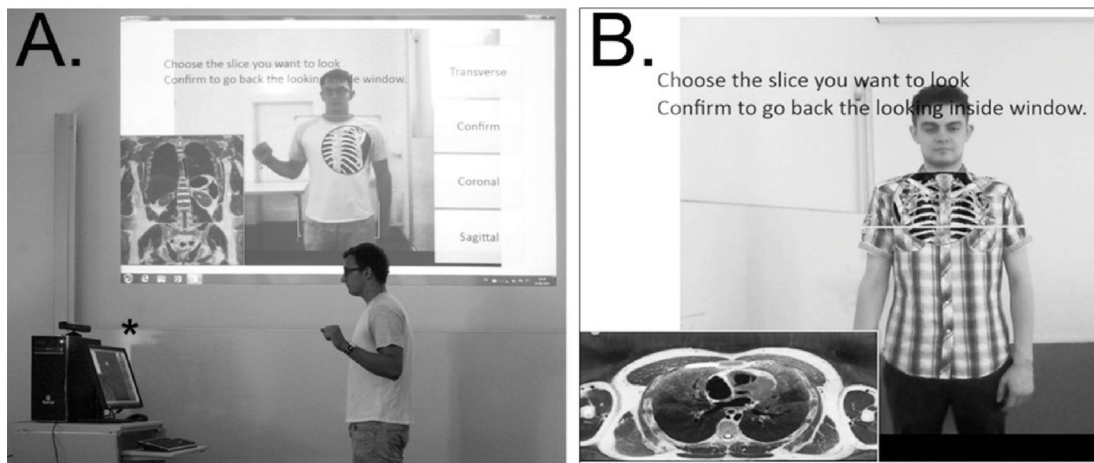 A.
Choose the slice you want to look
Confirm to go back the looking inside window.
Transverse
Confirm
Coronal
Sagittal
*
B.
Choose the slice you want to look
Confirm to go back the looking inside window.